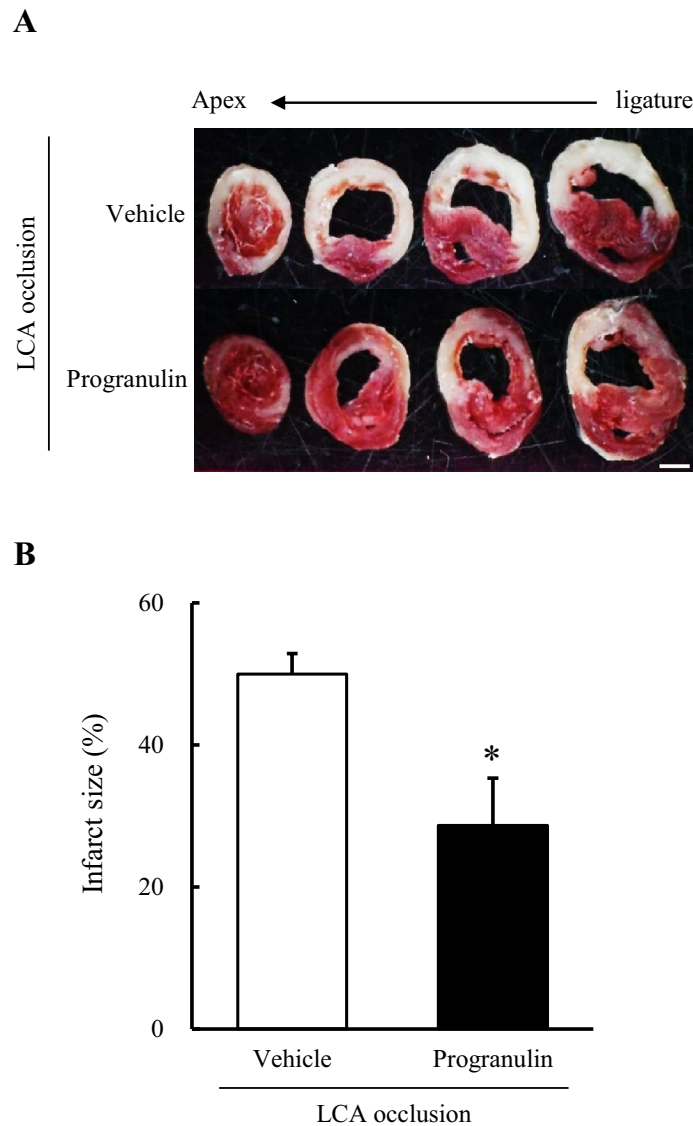 A
Apex
ligature
LCA occlusion
Vehicle
Progranulin
B
Infarct size (%)
60
40
20
0
*
Vehicle
Progranulin
LCA occlusion